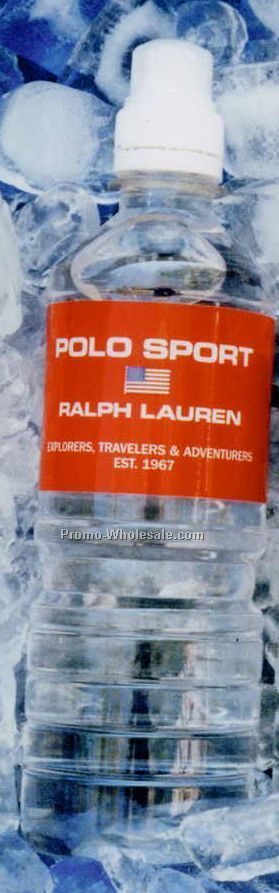 POLO SPORT
RALPH LAUREN
EXPLORERS, TRAVELERS & ADVENTURERS
EST. 1967
Promo-Wholesale.com